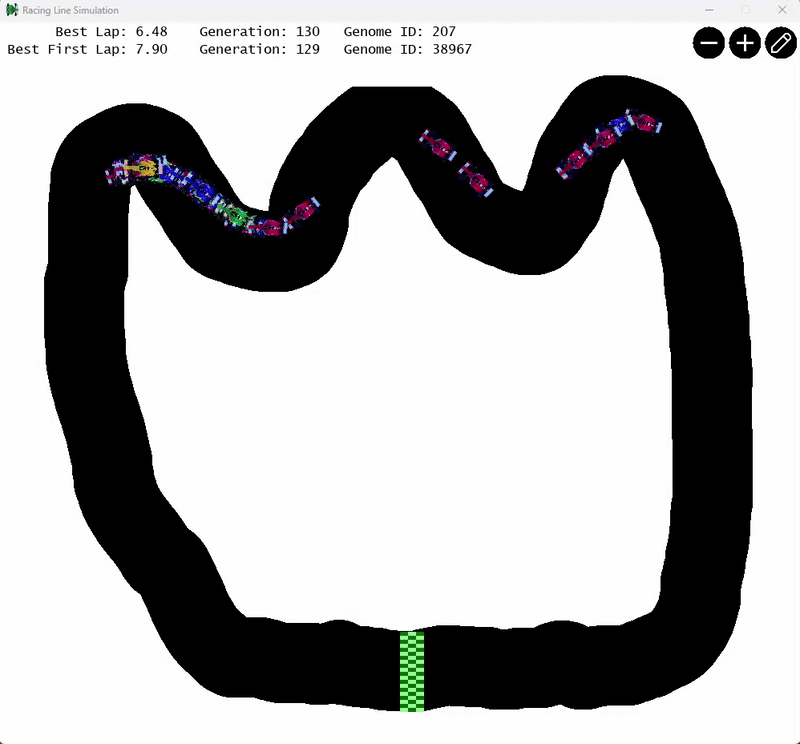 Racing Line Simulation
Best Lap: 6.48 Generation: 130 Genome ID: 207
Best First Lap: 7.90 Generation: 129 Genome ID: 38967